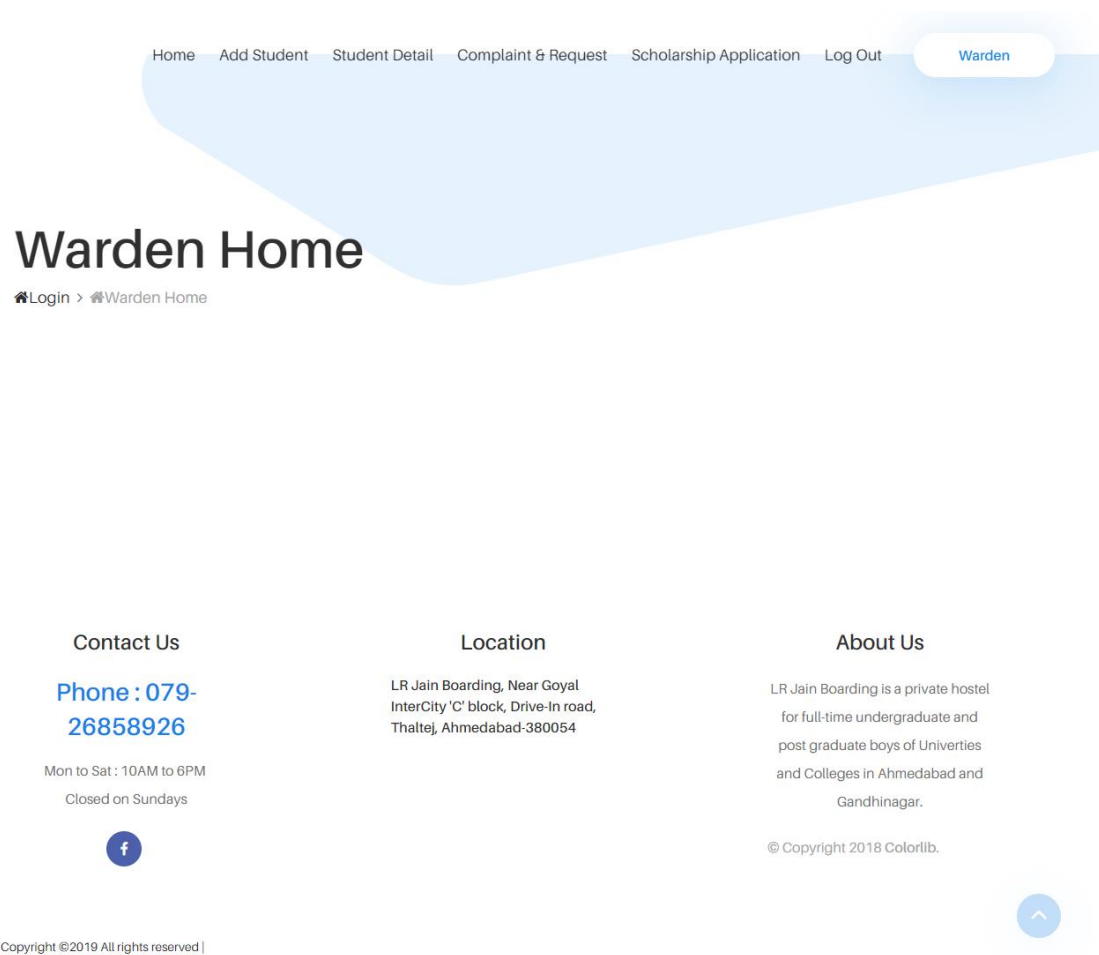 Home Add Student Student Detail Complaint & Request Scholarship Application Log Out Warden
Warden Home
Login > Warden Home
Contact Us
Phone : 079-
26858926
Mon to Sat : 10AM to 6PM
Closed on Sundays
Location
LR Jain Boarding, Near Goyal
InterCity 'C' block, Drive-In road,
Thaltej, Ahmedabad-380054
About Us
LR Jain Boarding is a private hostel
for full-time undergraduate and
post graduate boys of Univerties
and Colleges in Ahmedabad and
Gandhinagar.
© Copyright 2018 Colorlib.
Copyright ©2019 All rights reserved |